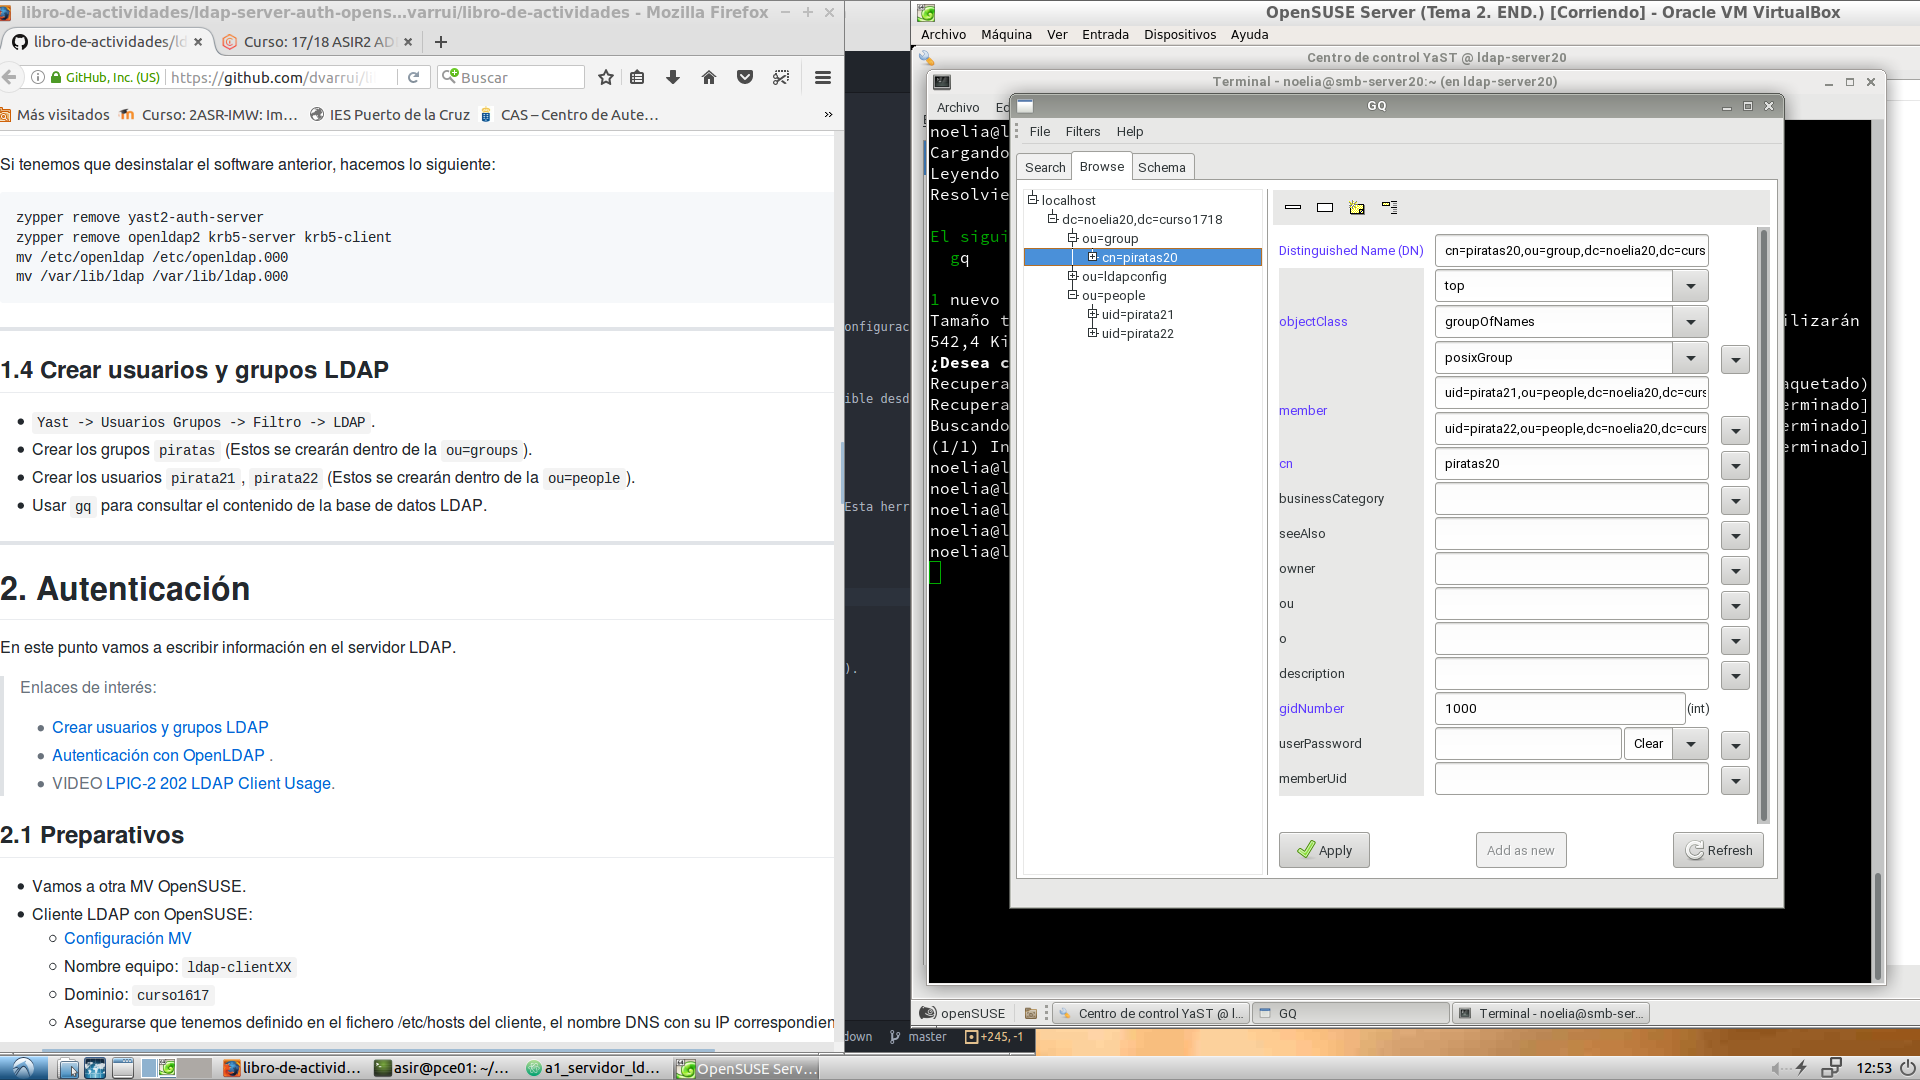 libro-de-actividades/ldap-server-auth-opens...varrui/libro-de-actividades - Mozilla Firefox
libro-de-actividades/ld
Curso: 17/18 ASIR2 AD
GitHub, Inc. (US)
https://github.com/dvarrui/li
Buscar
Más visitados
Curso: 2ASR-IMW: Im...
IES Puerto de la Cruz
CAS – Centro de Aute...
»
Si tenemos que desinstalar el software anterior, hacemos lo siguiente:
zypper remove yast2-auth-server
zypper remove openldap2 krb5-server krb5-client
mv /etc/openldap /etc/openldap.000
mv /var/lib/ldap /var/lib/ldap.000
1.4 Crear usuarios y grupos LDAP
Yast -> Usuarios Grupos -> Filtro -> LDAP.
Crear los grupos piratas (Estos se crearán dentro de la ou=groups).
Crear los usuarios pirata21, pirata22 (Estos se crearán dentro de la ou=people).
Usar gq para consultar el contenido de la base de datos LDAP.
2. Autenticación
En este punto vamos a escribir información en el servidor LDAP.
Enlaces de interés:
Crear usuarios y grupos LDAP
Autenticación con OpenLDAP .
VIDEO LPIC-2 202 LDAP Client Usage.
2.1 Preparativos
Vamos a otra MV OpenSUSE.
Cliente LDAP con OpenSUSE:
Configuración MV
Nombre equipo: ldap-clientXX
Dominio: curso1617
Asegurarse que tenemos definido en el fichero /etc/hosts del cliente, el nombre DNS con su IP correspondien
onfigurac
ible desd
Esta herr
).
down
master
+245, -1
OpenSUSE Server (Tema 2. END.) [Corriendo] - Oracle VM VirtualBox
Archivo Máquina Ver Entrada Dispositivos Ayuda
Centro de control YaST @ ldap-server20
Terminal - noelia@smb-server20:~ (en ldap-server20)
Archivo Ed
noelia@l
Cargando
Leyendo
Resolvie
El sigui
gq
1 nuevo
Tamaño t
ilizarán
542,4 Ki
¿Desea c
Recupera
aquetado)
Recupera
erminado]
Buscando
erminado]
(1/1) In
erminado]
noelia@l
noelia@l
noelia@l
noelia@l
noelia@l
GQ
File Filters Help
Search Browse Schema
localhost
dc=noelia20,dc=curso1718
ou=group
cn=piratas20
ou=ldapconfig
ou=people
uid=pirata21
uid=pirata22
Distinguished Name (DN)
cn=piratas20,ou=group,dc=noelia20,dc=curs
top
objectClass
groupOfNames
posixGroup
uid=pirata21,ou=people,dc=noelia20,dc=curs
member
uid=pirata22,ou=people,dc=noelia20,dc=curs
cn
piratas20
businessCategory
seeAlso
owner
ou
o
description
gidNumber
1000
(int)
userPassword
Clear
memberUid
Apply
Add as new
Refresh
openSUSE
Centro de control YaST @ l...
GQ
Terminal - noelia@smb-ser...
libro-de-activid...
asir@pce01: ~/...
a1_servidor_ld...
OpenSUSE Serv...
12:53